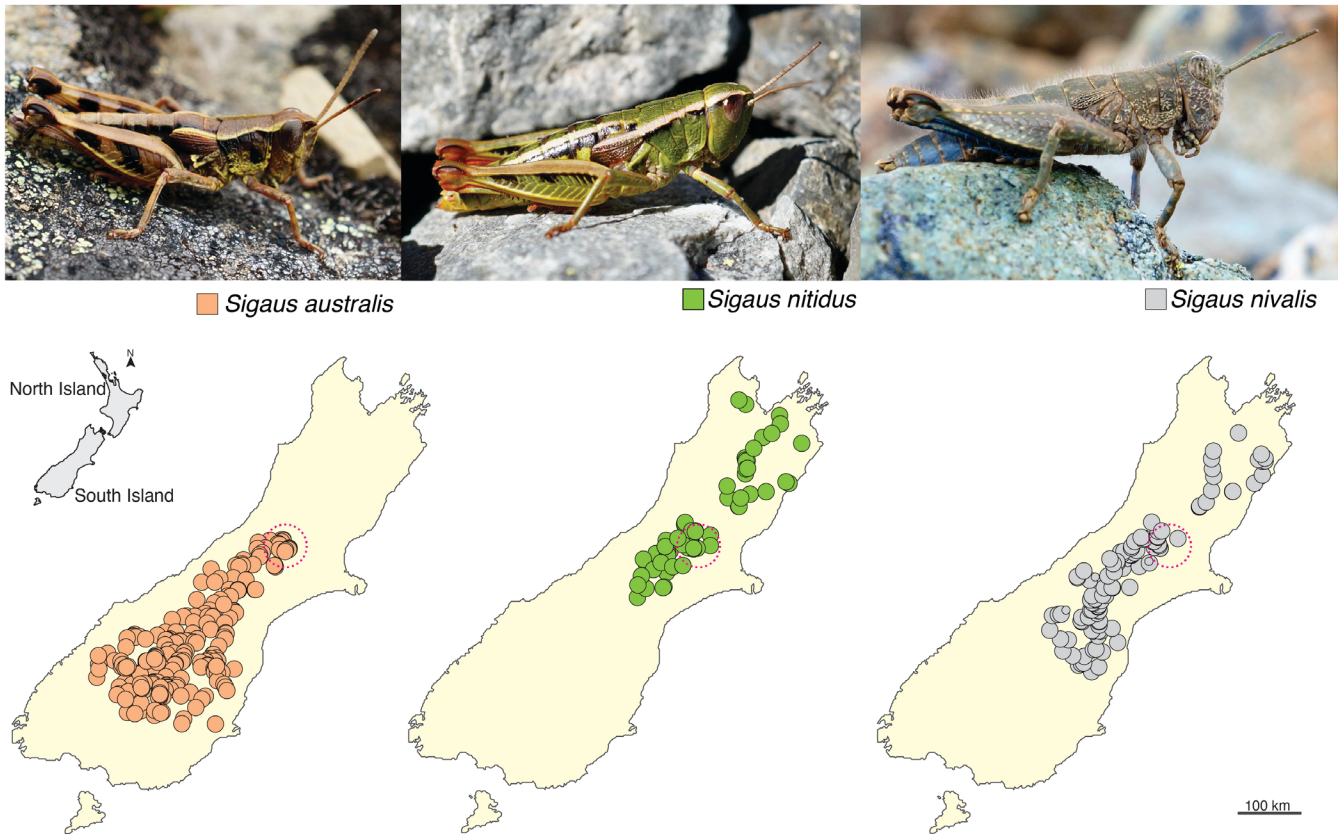 Sigaus australis
Sigaus nitidus
Sigaus nivalis
N
North Island
South Island
100 km